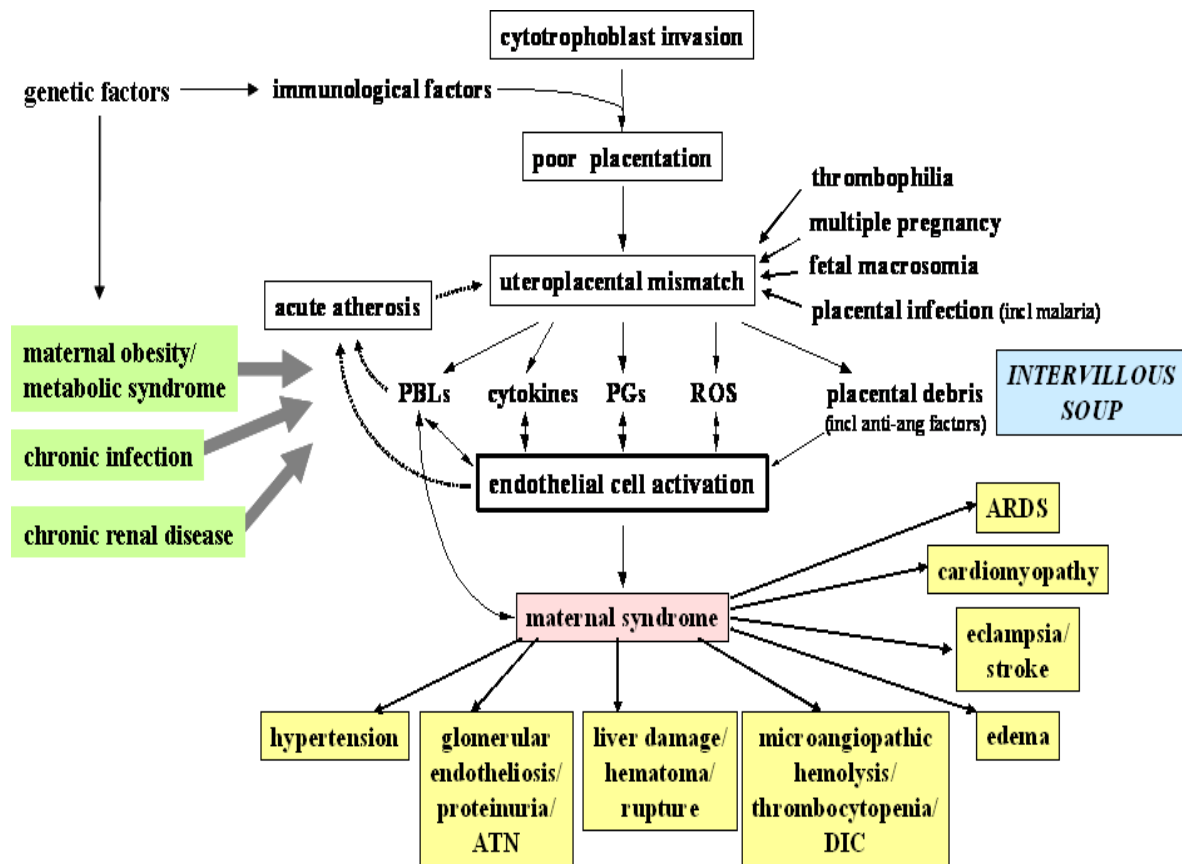 cytotrophoblast invasion
genetic factors
immunological factors
poor placentation
thrombophilia
multiple pregnancy
fetal macrosomia
placental infection (incl malaria)
uteroplacental mismatch
acute atherosis
maternal obesity/
metabolic syndrome
chronic infection
chronic renal disease
PBLs
cytokines
PGs
ROS
placental debris
(incl anti-ang factors)
INTERVILLOUS
SOUP
endothelial cell activation
maternal syndrome
ARDS
cardiomyopathy
eclampsia/
stroke
edema
hypertension
glomerular
endotheliosis/
proteinuria/
ATN
liver damage/
hematoma/
rupture
microangiopathic
hemolysis/
thrombocytopenia/
DIC